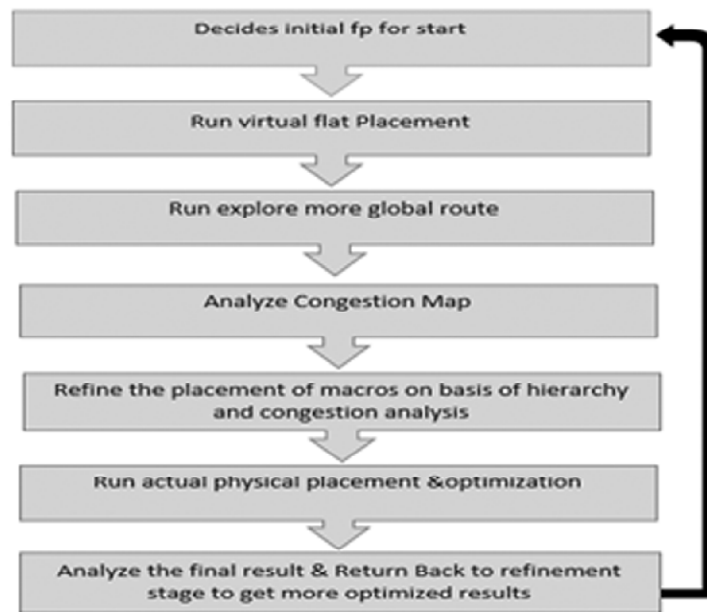 Decides initial fp for start
Run virtual flat Placement
Run explore more global route
Analyze Congestion Map
Refine the placement of macros on basis of hierarchy
and congestion analysis
Run actual physical placement &optimization
Analyze the final result & Return Back to refinement
stage to get more optimized results